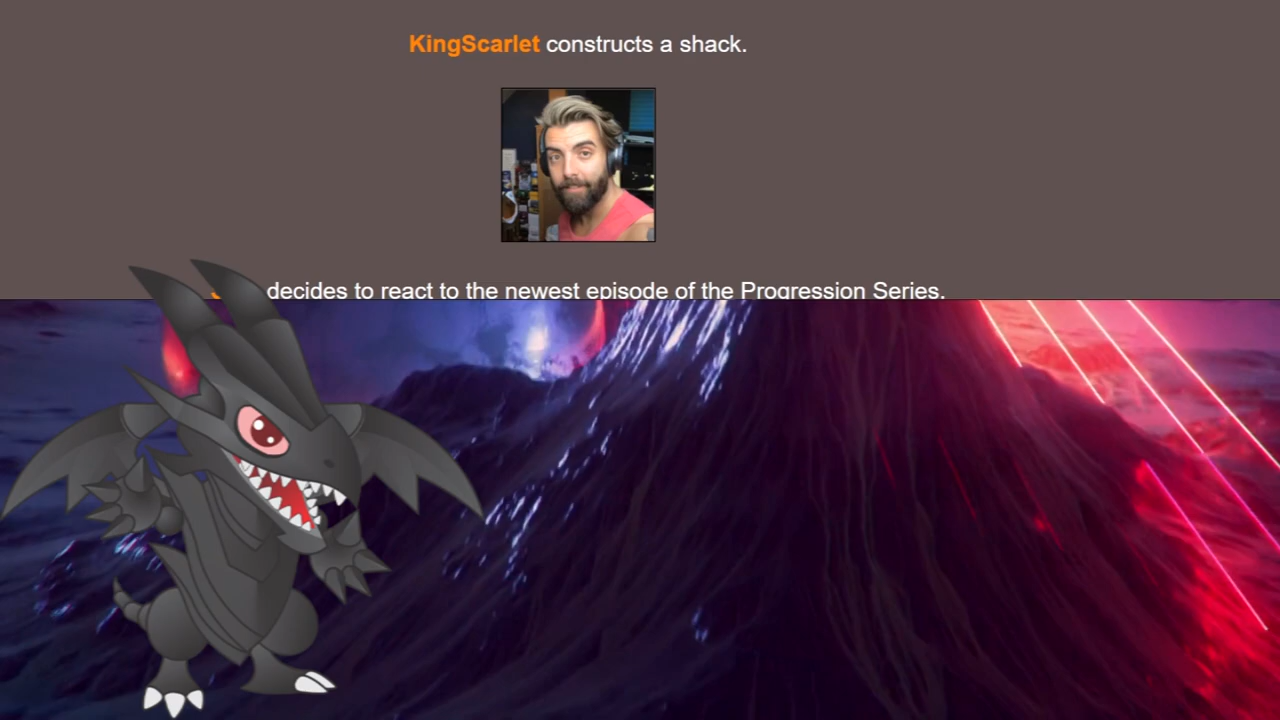 KingScarlet constructs a shack.
decides to react to the newest episode of the Progression Series.